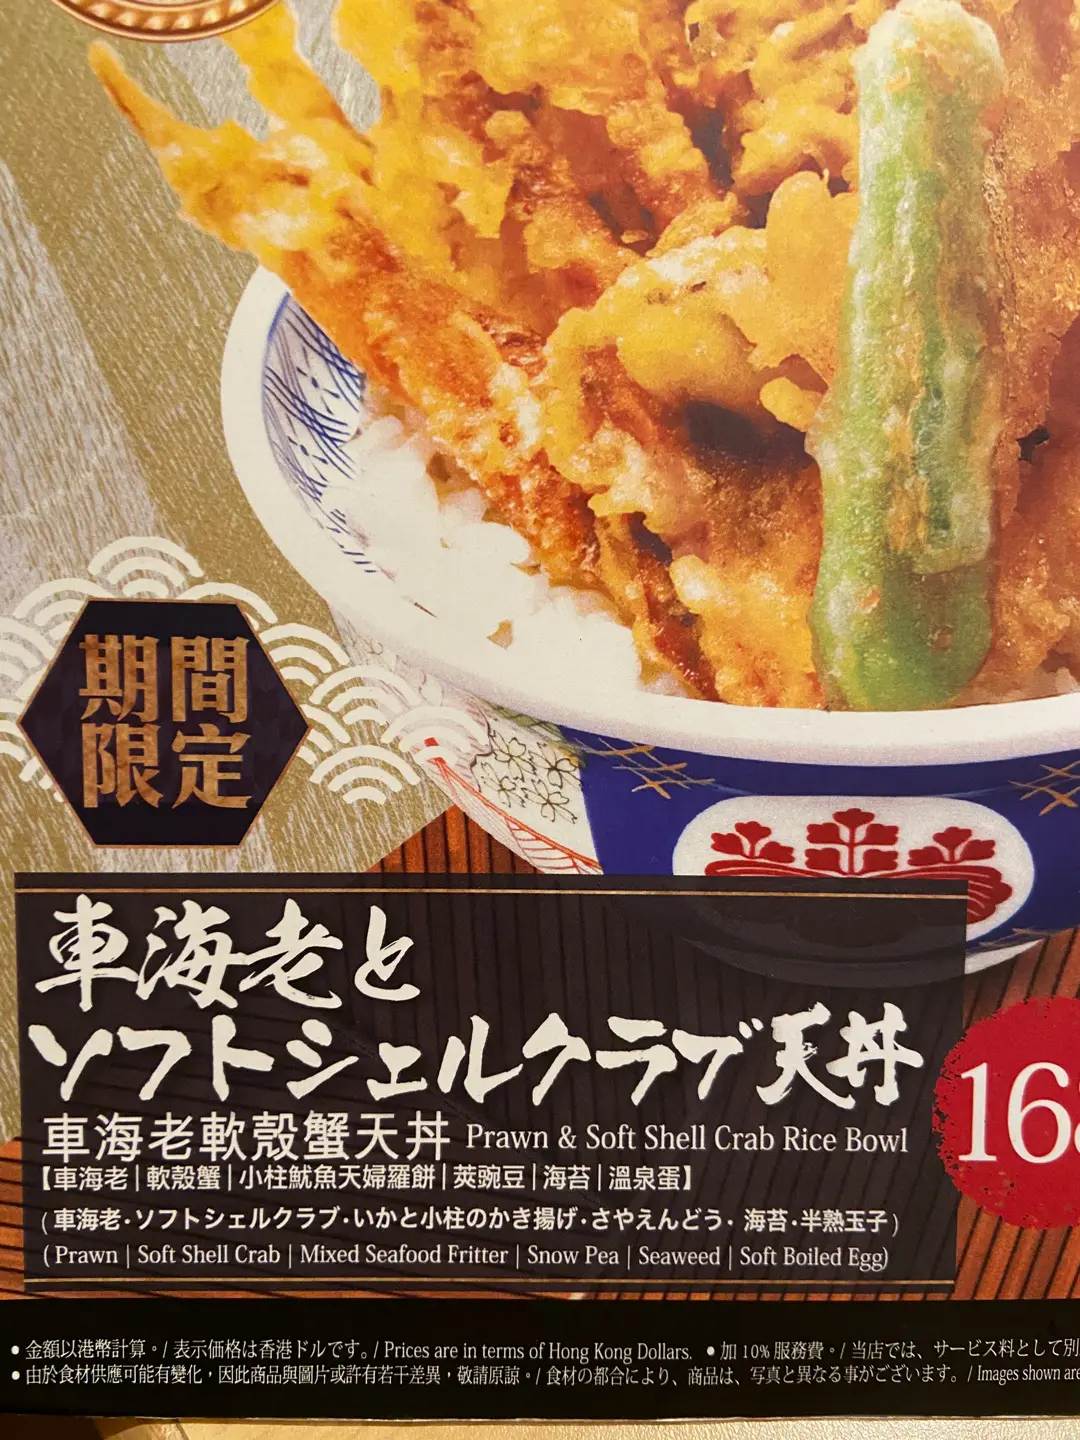 期間
限定
車海老と
ソフトシェルクラブ天丼
車海老軟殼蟹天丼 Prawn & Soft Shell Crab Rice Bowl
【車海老|軟殼蟹|小柱魷魚天婦羅餅|荚豌豆|海苔|溫泉蛋】
(車海老·ソフトシェルクラブ·いかと小柱のかき揚げ·さやえんどう· 海苔·半熟玉子)
( Prawn | Soft Shell Crab | Mixed Seafood Fritter | Snow Pea | Seaweed | Soft Boiled Egg)
16
● 金額以港幣計算。/ 表示価格は香港ドルです。/ Prices are in terms of Hong Kong Dollars. ● 加 10% 服務費。/ 当店では、サービス料として別
● 由於食材供應可能有變化，因此商品與圖片或許有若干差異，敬請原諒。/ 食材の都合により、商品は、写真と異なる事がございます。/ Images shown are